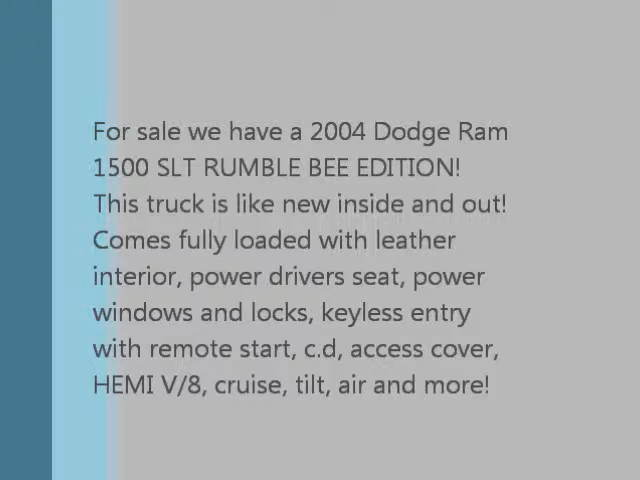 For sale we have a 2004 Dodge Ram
1500 SLT RUMBLE BEE EDITION!
This truck is like new inside and out!
Comes fully loaded with leather
interior, power drivers seat, power
windows and locks, keyless entry
with remote start, c.d, access cover,
HEMI V/8, cruise, tilt, air and more!